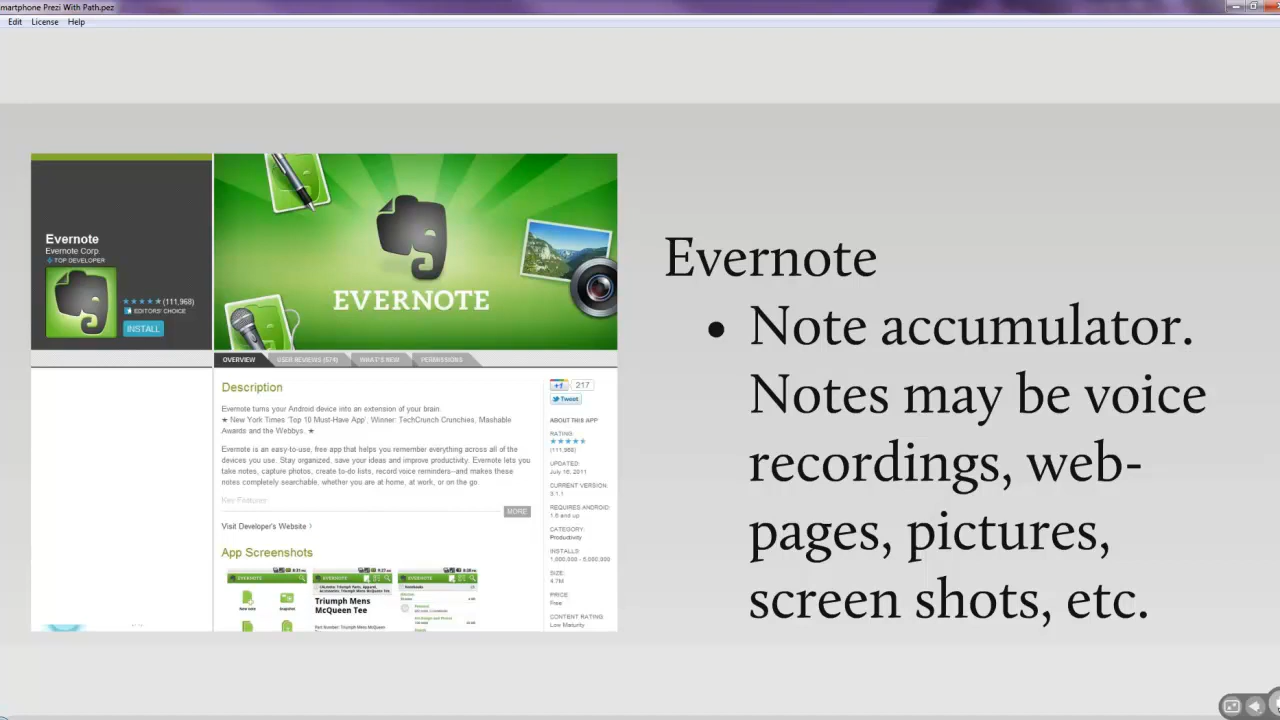 martphone Prezi With Path.pez
Edit License Help
Evernote
Evernote Corp.
TOP DEVELOPER
(111,968)
EDITORS' CHOICE
INSTALL
EVERNOTE
OVERVIEW USER REVIEWS (574) WHAT'S NEW PERMISSIONS
Description
Evernote turns your Android device into an extension of your brain.
★ New York Times 'Top 10 Must-Have App', Winner: TechCrunch Crunchies, Mashable
Awards and the Webbys. ★
Evernote is an easy-to-use, free app that helps you remember everything across all of the
devices you use. Stay organized, save your ideas and improve productivity. Evernote lets you
take notes, capture photos, create to-do lists, record voice reminders--and makes these
notes completely searchable, whether you are at home, at work, or on the go.
Key Features:
MORE
Visit Developer's Website ›
App Screenshots
EVERNOTE
New note Snapshot
EVERNOTE
Triumph Mens
McQueen Tee
EVERNOTE
+1 217
Tweet
ABOUT THIS APP
RATING:
(111,968)
UPDATED:
July 16, 2011
CURRENT VERSION:
3.1.1
REQUIRES ANDROID:
1.6 and up
CATEGORY:
Productivity
INSTALLS:
1,000,000 - 5,000,000
SIZE:
4.7M
PRICE:
Free
CONTENT RATING:
Low Maturity
Evernote
• Note accumulator.
Notes may be voice
recordings, web-
pages, pictures,
screen shots, etc.